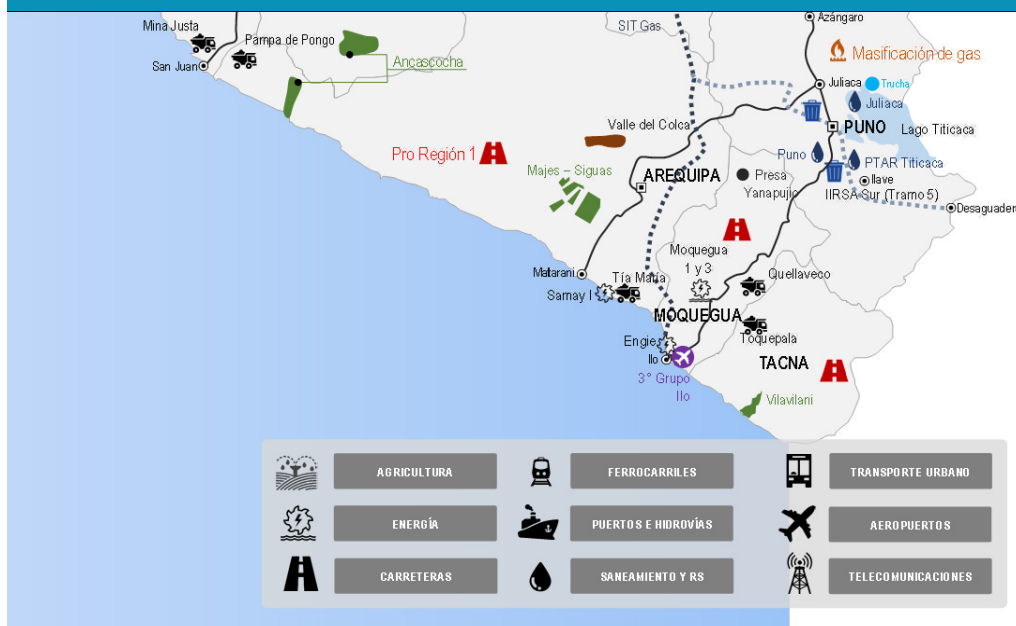 Azángaro
Mina Justa
SIT Gas
Pampa de Pongo
Masificación de gas
Ancascocha
San Juan
Juliaca
Trucha
Juliaca
Valle del Colca
PUNO
Lago Titicaca
Pro Región 1
Puno
PTAR Titicaca
Majes – Siguas
AREQUIPA
Presa
Yanapujio
Ilave
IIRSA Sur (Tramo 5)
Desaguader
Moquegua
1 y 3
Matarani
Tía María
Quellaveco
Samay I
MOQUEGUA
Toquepala
Engie
Ilo
TACNA
3° Grupo
Ilo
Vilavilani
AGRICULTURA
FERROCARRILES
TRANSPORTE URBANO
ENERGÍA
PUERTOS E HIDROVÍAS
AEROPUERTOS
CARRETERAS
SANEAMIENTO Y RS
TELECOMUNICACIONES